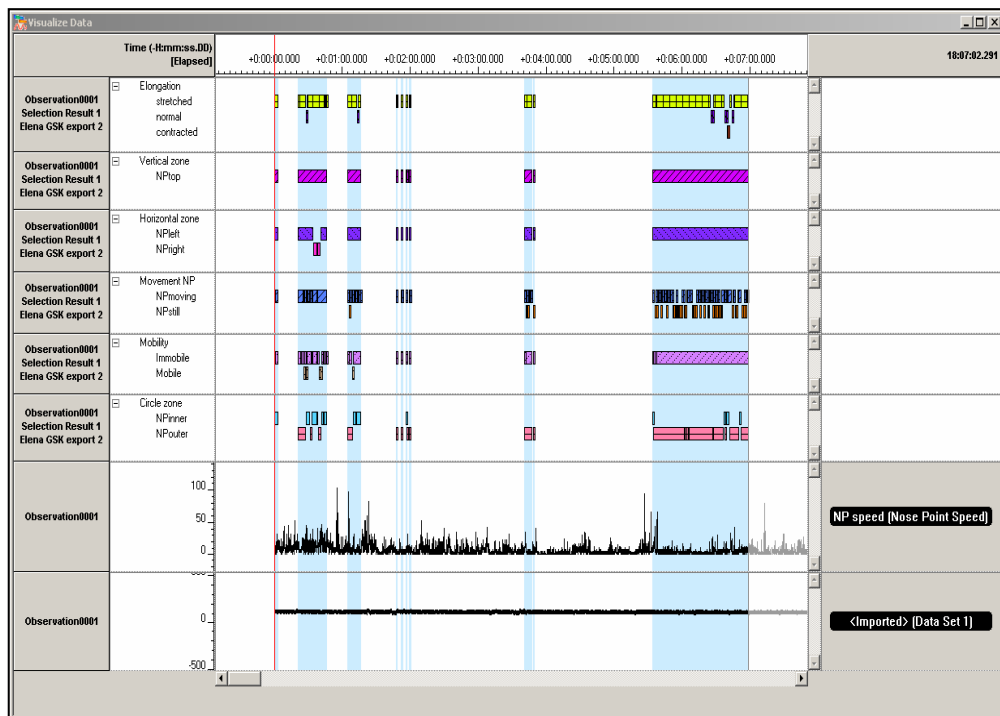 Visualize Data
Time (-H:mm:ss.DD)
[Elapsed]
+0:00:00.000 +0:01:00.000 +0:02:00.000 +0:03:00.000 +0:04:00.000 +0:05:00.000 +0:06:00.000 +0:07:00.000
18:07:02.291
Observation0001
Selection Result 1
Elena GSK export 2
Elongation
stretched
normal
contracted
Observation0001
Selection Result 1
Elena GSK export 2
Vertical zone
NPtop
Observation0001
Selection Result 1
Elena GSK export 2
Horizontal zone
NPleft
NPright
Observation0001
Selection Result 1
Elena GSK export 2
Movement NP
NPmoving
NPstill
Observation0001
Selection Result 1
Elena GSK export 2
Mobility
Immobile
Mobile
Observation0001
Selection Result 1
Elena GSK export 2
Circle zone
NPinner
NPouter
Observation0001
100
50
0
NP speed (Nose Point Speed)
Observation0001
0
-500
<Imported> (Data Set 1)